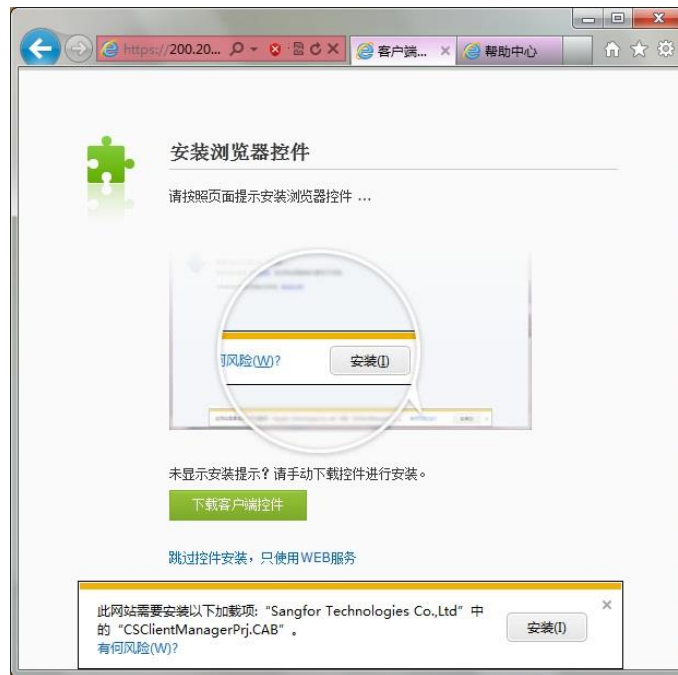 https://200.20... 客户端... 帮助中心
安装浏览器控件
请按照页面提示安装浏览器控件 ...
可风险(W)? 安装(I)
未显示安装提示？请手动下载控件进行安装。
下载客户端控件
跳过控件安装，只使用WEB服务
此网站需要安装以下加载项: “Sangfor Technologies Co.,Ltd” 中
的 “CSClientManagerPrj.CAB” 。
有何风险(W)?
安装(I)